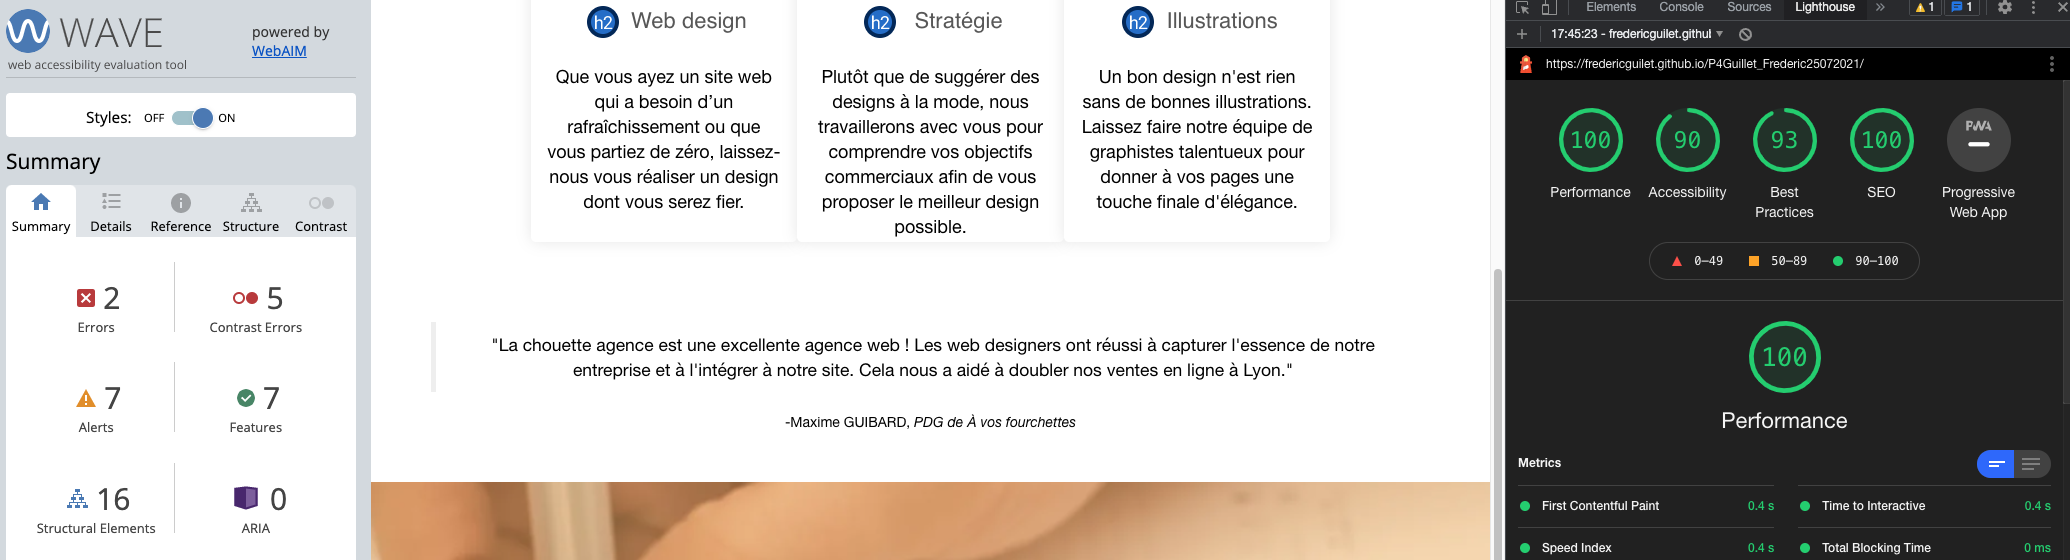 WAVE
powered by
WebAIM
web accessibility evaluation tool
Styles: OFF ON
Summary
Summary Details Reference Structure Contrast
2
Errors
5
Contrast Errors
7
Alerts
7
Features
16
Structural Elements
0
ARIA
h2 Web design
Que vous ayez un site web
qui a besoin d’un
rafraîchissement ou que
vous partiez de zéro, laissez-
nous vous réaliser un design
dont vous serez fier.
h2 Stratégie
Plutôt que de suggérer des
designs à la mode, nous
travaillerons avec vous pour
comprendre vos objectifs
commerciaux afin de vous
proposer le meilleur design
possible.
h2 Illustrations
Un bon design n'est rien
sans de bonnes illustrations.
Laissez faire notre équipe de
graphistes talentueux pour
donner à vos pages une
touche finale d'élégance.
"La chouette agence est une excellente agence web ! Les web designers ont réussi à capturer l'essence de notre
entreprise et à l'intégrer à notre site. Cela nous a aidé à doubler nos ventes en ligne à Lyon."
-Maxime GUIBARD, PDG de À vos fourchettes
Elements Console Sources Lighthouse » 1 1
+ 17:45:23 - fredericguilet.githul
https://fredericguilet.github.io/P4Guillet_Frederic25072021/
100
Performance
90
Accessibility
93
Best
Practices
100
SEO
PWA
Progressive
Web App
0–49 50–89 90–100
100
Performance
Metrics
First Contentful Paint 0.4 s
Time to Interactive 0.4 s
Speed Index 0.4 s
Total Blocking Time 0 ms